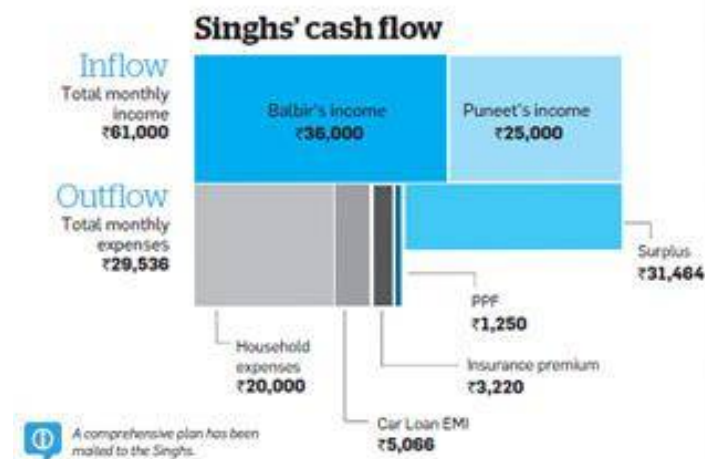 Singhs' cash flow
Inflow
Total monthly
income
₹61,000
Balbir's income
₹36,000
Puneet's income
₹25,000
Outflow
Total monthly
expenses
₹29,536
Surplus
₹31,464
PPF
₹1,250
Household
expenses
₹20,000
Insurance premium
₹3,220
Car Loan EMI
₹5,066
A comprehensive plan has been
mailed to the Singhs.